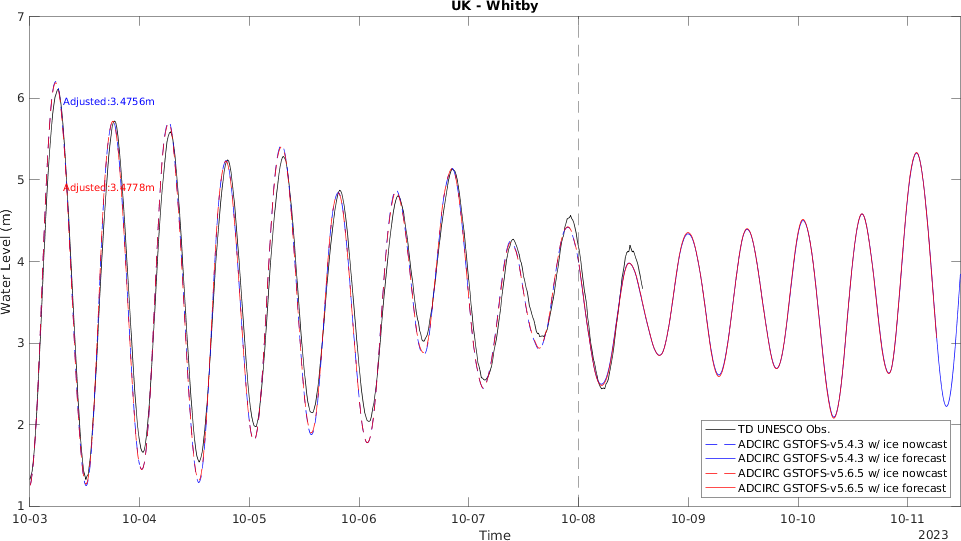 UK - Whitby
7
6
5
4
3
2
1
Water Level (m)
Adjusted:3.4756m
Adjusted:3.4778m
TD UNESCO Obs.
ADCIRC GSTOFS-v5.4.3 w/ ice nowcast
ADCIRC GSTOFS-v5.4.3 w/ ice forecast
ADCIRC GSTOFS-v5.6.5 w/ ice nowcast
ADCIRC GSTOFS-v5.6.5 w/ ice forecast
10-03 10-04 10-05 10-06 10-07 10-08 10-09 10-10 10-11
Time
2023